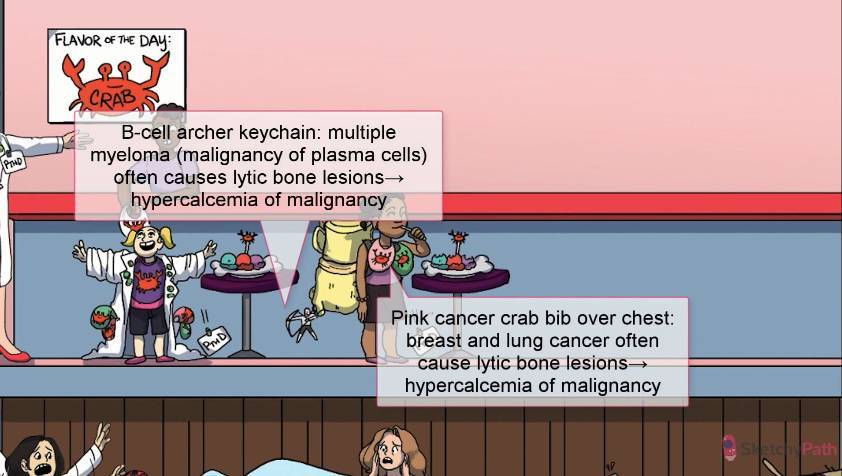 FLAVOR OF THE DAY:
CRAB
PTHD
B-cell archer keychain: multiple
myeloma (malignancy of plasma cells)
often causes lytic bone lesions→
hypercalcemia of malignancy
Pink cancer crab bib over chest:
breast and lung cancer often
cause lytic bone lesions→
hypercalcemia of malignancy
SketchyPath